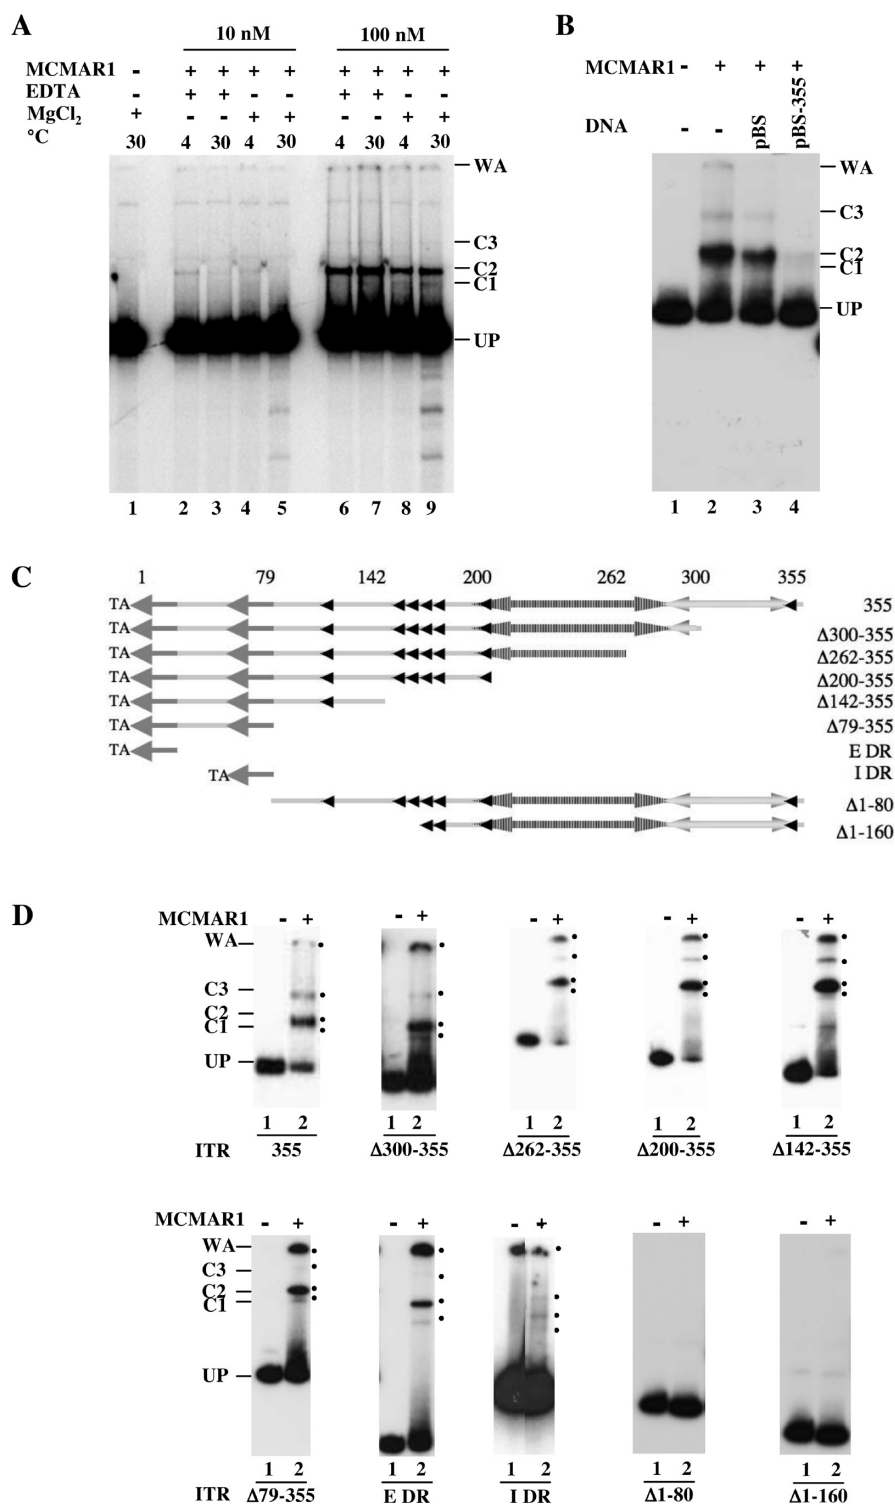 A
10 nM 100 nM
MCMAR1 - + + + + + + + +
EDTA - + + - - + + - -
MgCl2 + - - + + - - + +
°C 30 4 30 4 30 4 30 4 30
WA
C3
C2
C1
UP
1 2 3 4 5 6 7 8 9
B
MCMAR1 - + + +
DNA - - pBS pBS-355
WA
C3
C2
C1
UP
1 2 3 4
C
1 79 142 200 262 300 355
TA 355
TA Δ300-355
TA Δ262-355
TA Δ200-355
TA Δ142-355
TA Δ79-355
TA E DR
TA I DR
Δ1-80
Δ1-160
D
MCMAR1 - + - + - + - + - +
WA
C3
C2
C1
UP
1 2 1 2 1 2 1 2 1 2
ITR 355 Δ300-355 Δ262-355 Δ200-355 Δ142-355
MCMAR1 - + - + - + - + - +
WA
C3
C2
C1
UP
1 2 1 2 1 2 1 2 1 2
ITR Δ79-355 E DR I DR Δ1-80 Δ1-160